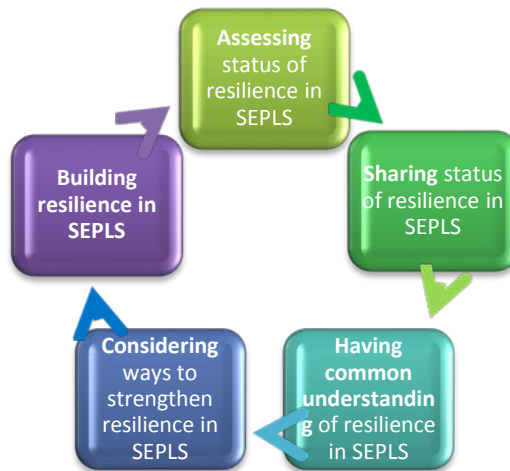 Assessing
status of
resilience in
SEPLS
Sharing status
of resilience in
SEPLS
Having
common
understandin
g of resilience
in SEPLS
Considering
ways to
strengthen
resilience in
SEPLS
Building
resilience in
SEPLS